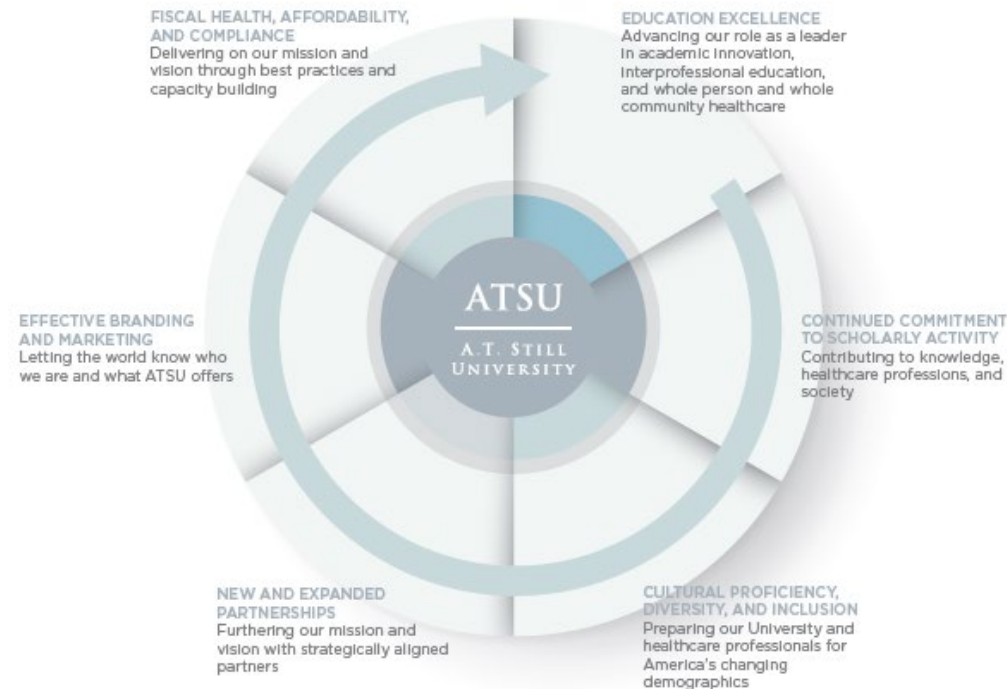 FISCAL HEALTH, AFFORDABILITY,
AND COMPLIANCE
Delivering on our mission and
vision through best practices and
capacity building
EDUCATION EXCELLENCE
Advancing our role as a leader
in academic innovation,
interprofessional education,
and whole person and whole
community healthcare
EFFECTIVE BRANDING
AND MARKETING
Letting the world know who
we are and what ATSU offers
ATSU
A.T. STILL
UNIVERSITY
CONTINUED COMMITMENT
TO SCHOLARLY ACTIVITY
Contributing to knowledge,
healthcare professions, and
society
NEW AND EXPANDED
PARTNERSHIPS
Furthering our mission and
vision with strategically aligned
partners
CULTURAL PROFICIENCY,
DIVERSITY, AND INCLUSION
Preparing our University and
healthcare professionals for
America's changing
demographics